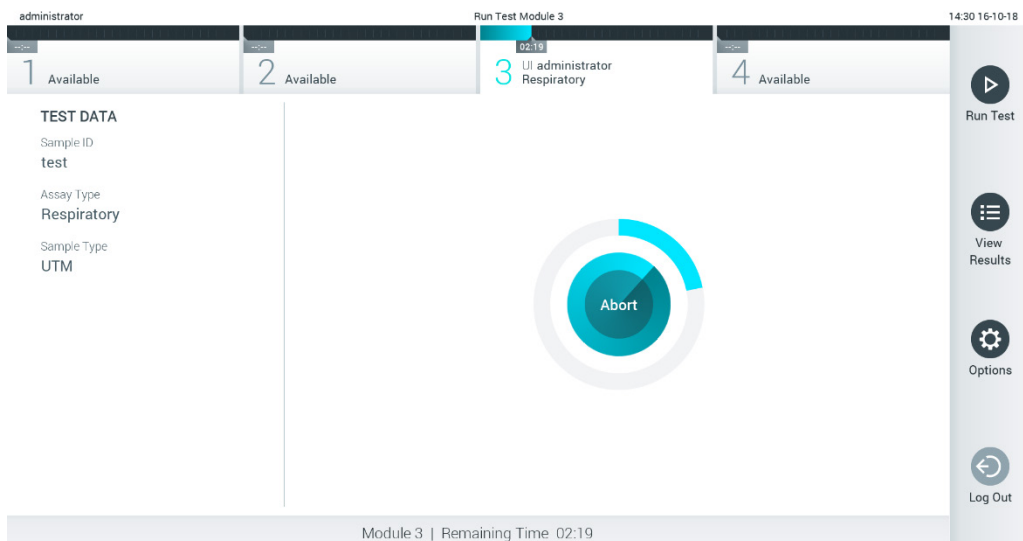 administrator
Run Test Module 3
14:30 16-10-18
--:--
1 Available
--:--
2 Available
02:19
3 UI administrator
Respiratory
--:--
4 Available
TEST DATA
Sample ID
test
Assay Type
Respiratory
Sample Type
UTM
Abort
Run Test
View
Results
Options
Log Out
Module 3 | Remaining Time 02:19